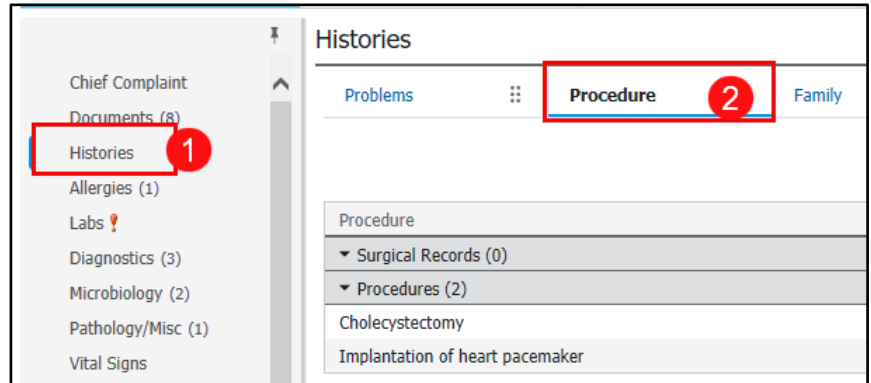 Chief Complaint
Documents (8)
Histories 1
Allergies (1)
Labs !
Diagnostics (3)
Microbiology (2)
Pathology/Misc (1)
Vital Signs
Histories
Problems Procedure 2 Family
Procedure
Surgical Records (0)
Procedures (2)
Cholecystectomy
Implantation of heart pacemaker